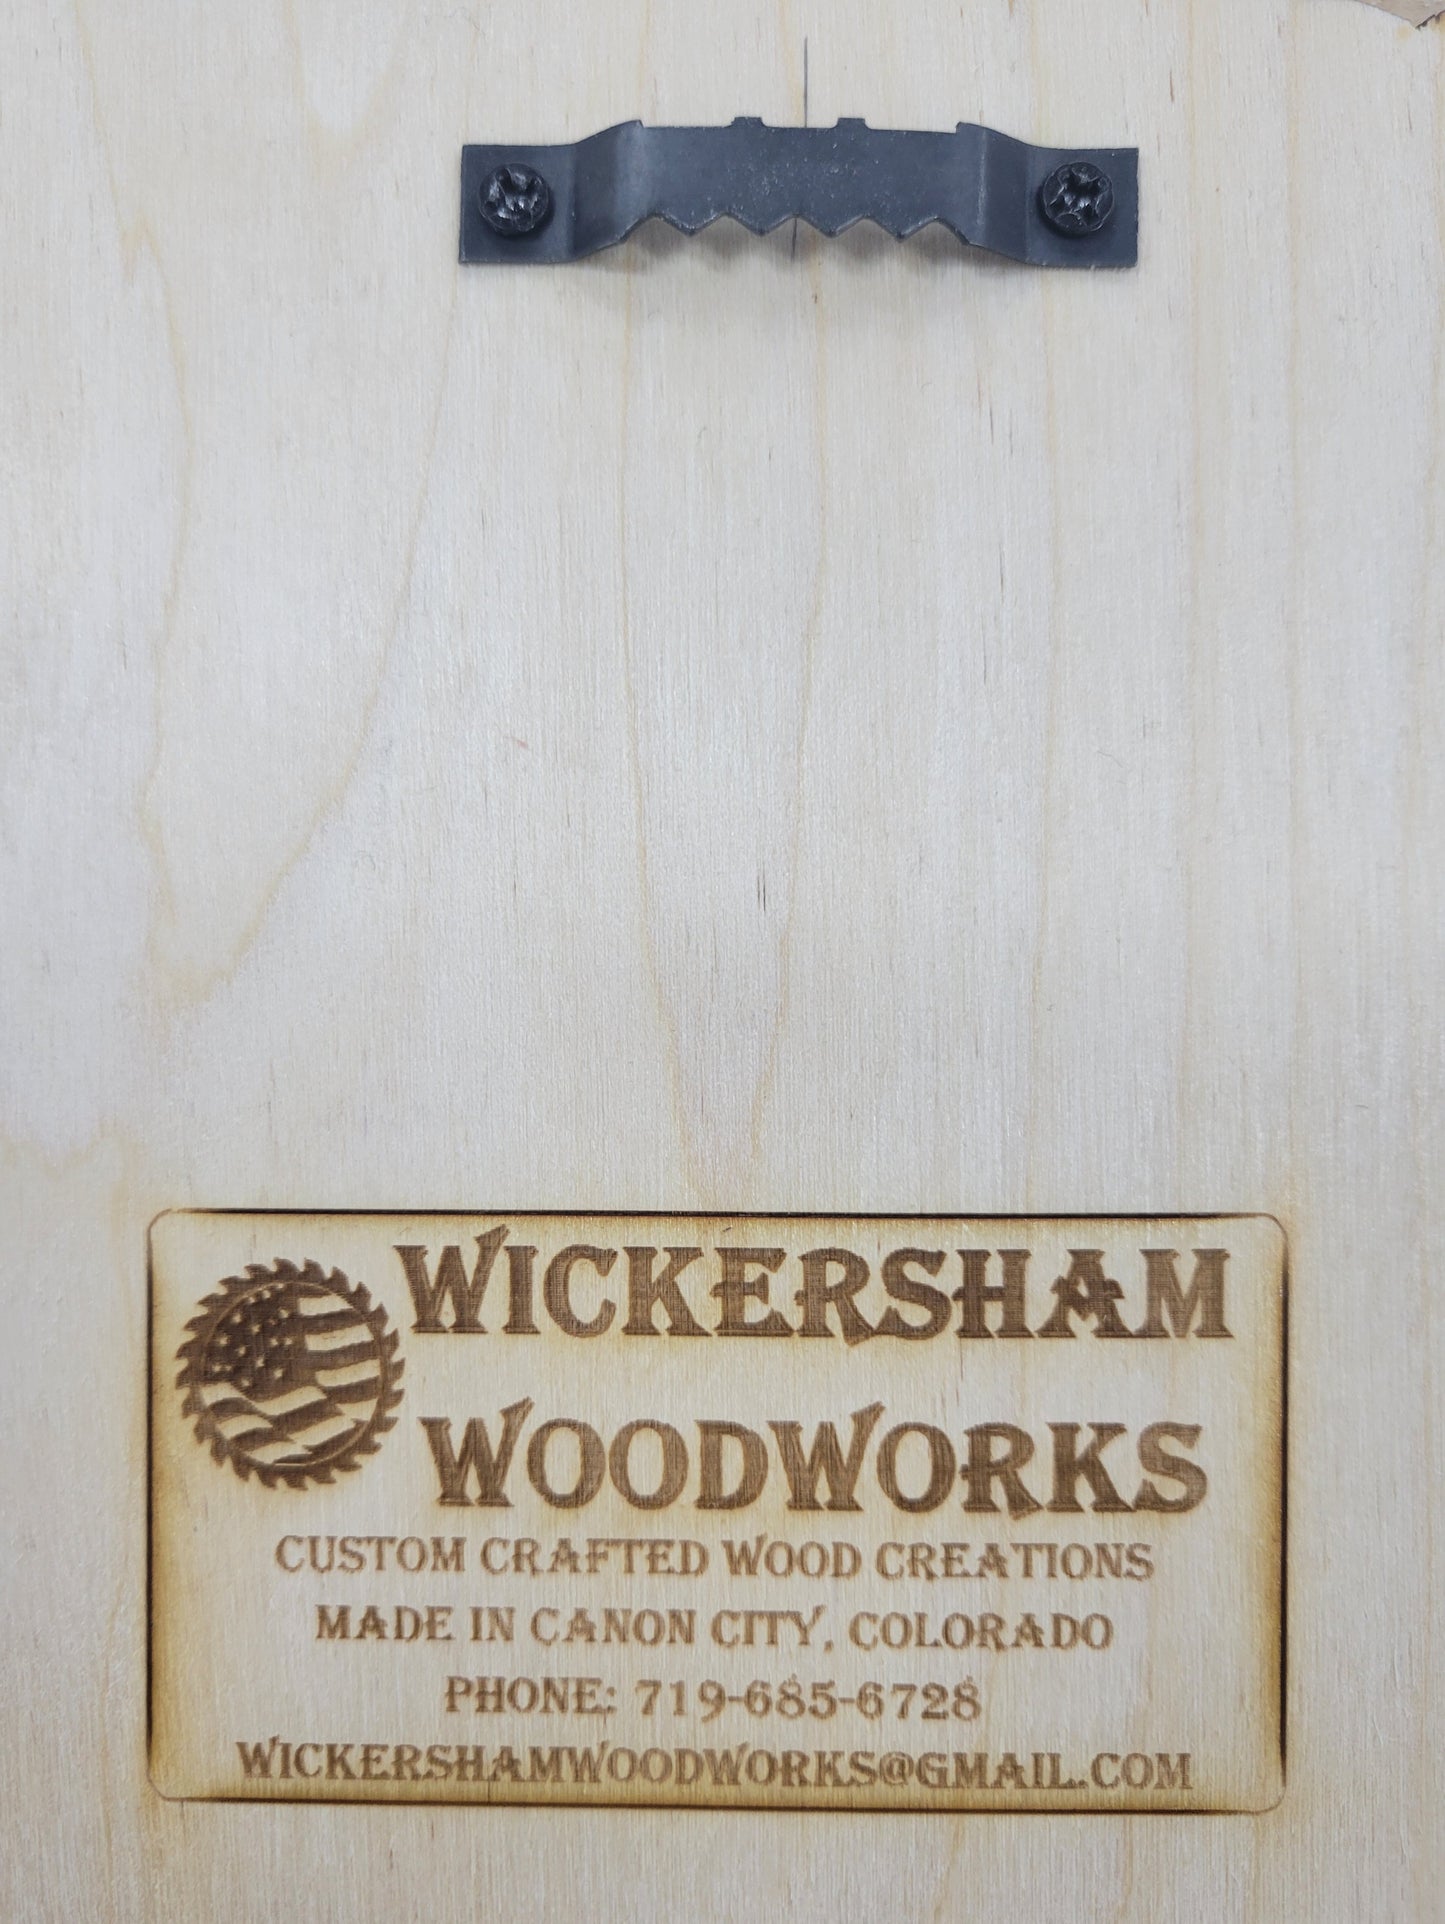 WICKERSHAM
WOODWORKS
CUSTOM CRAFTED WOOD CREATIONS
MADE IN CANON CITY, COLORADO
PHONE: 719-685-6728
WICKERSHAMWOODWORKS@GMAIL.COM